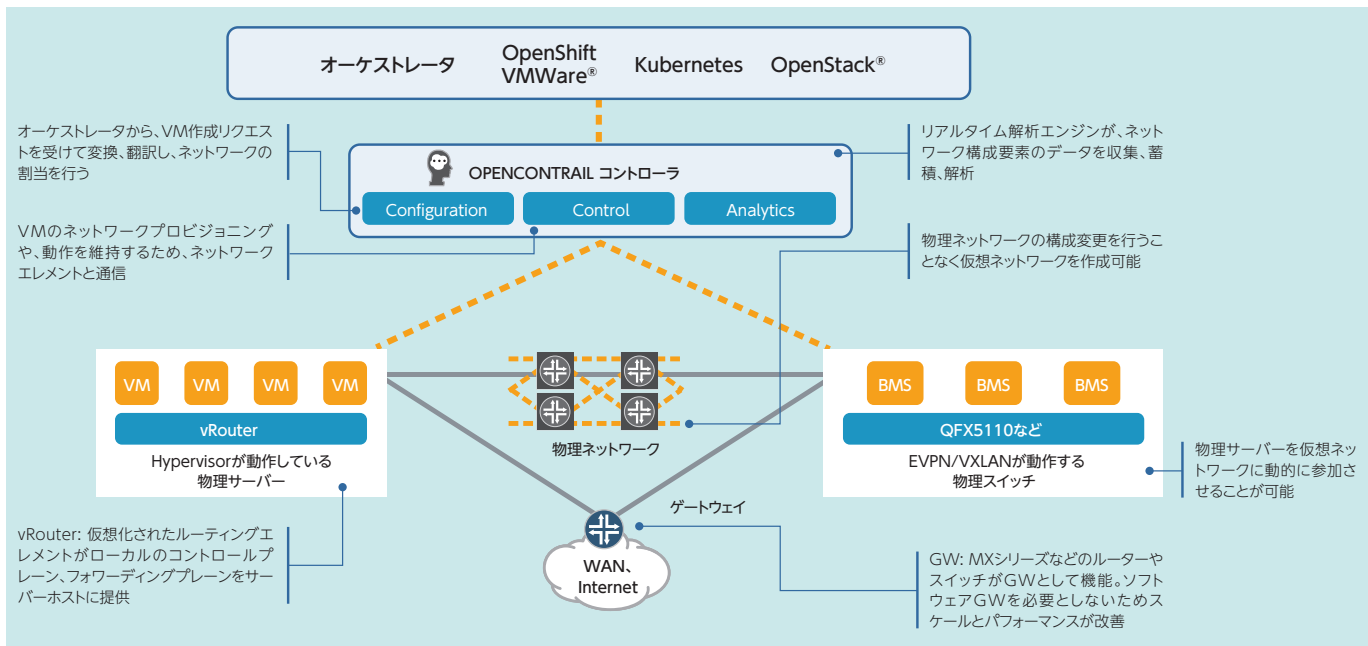 オーケストレータ
OpenShift
VMWare®
Kubernetes
OpenStack®
オーケストレータから、VM作成リクエス
トを受けて変換、翻訳し、ネットワークの
割当を行う
リアルタイム解析エンジンが、ネット
ワーク構成要素のデータを収集、蓄
積、解析
OPENCONTRAIL コントローラ
Configuration
Control
Analytics
VMのネットワークプロビジョニング
や、動作を維持するため、ネットワーク
エレメントと通信
物理ネットワークの構成変更を行うこ
となく仮想ネットワークを作成可能
VM
VM
VM
VM
vRouter
Hypervisorが動作している
物理サーバー
物理ネットワーク
BMS
BMS
BMS
QFX5110など
EVPN/VXLANが動作する
物理スイッチ
物理サーバーを仮想ネッ
トワークに動的に参加さ
せることが可能
ゲートウェイ
WAN、
Internet
vRouter: 仮想化されたルーティングエ
レメントがローカルのコントロールプ
レーン、フォワーディングプレーンをサー
バーホストに提供
GW: MXシリーズなどのルーターや
スイッチがGWとして機能。ソフト
ウェアGWを必要としないためス
ケールとパフォーマンスが改善